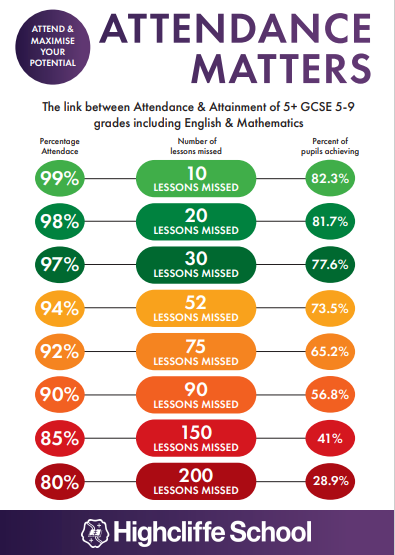 ATTEND &
MAXIMISE
YOUR
POTENTIAL
ATTENDANCE
MATTERS
The link between Attendance & Attainment of 5+ GCSE 5-9
grades including English & Mathematics
Percentage
Attendace
Number of
lessons missed
Percent of
pupils achieving
99%
10
LESSONS MISSED
82.3%
98%
20
LESSONS MISSED
81.7%
97%
30
LESSONS MISSED
77.6%
94%
52
LESSONS MISSED
73.5%
92%
75
LESSONS MISSED
65.2%
90%
90
LESSONS MISSED
56.8%
85%
150
LESSONS MISSED
41%
80%
200
LESSONS MISSED
28.9%
Highcliffe School